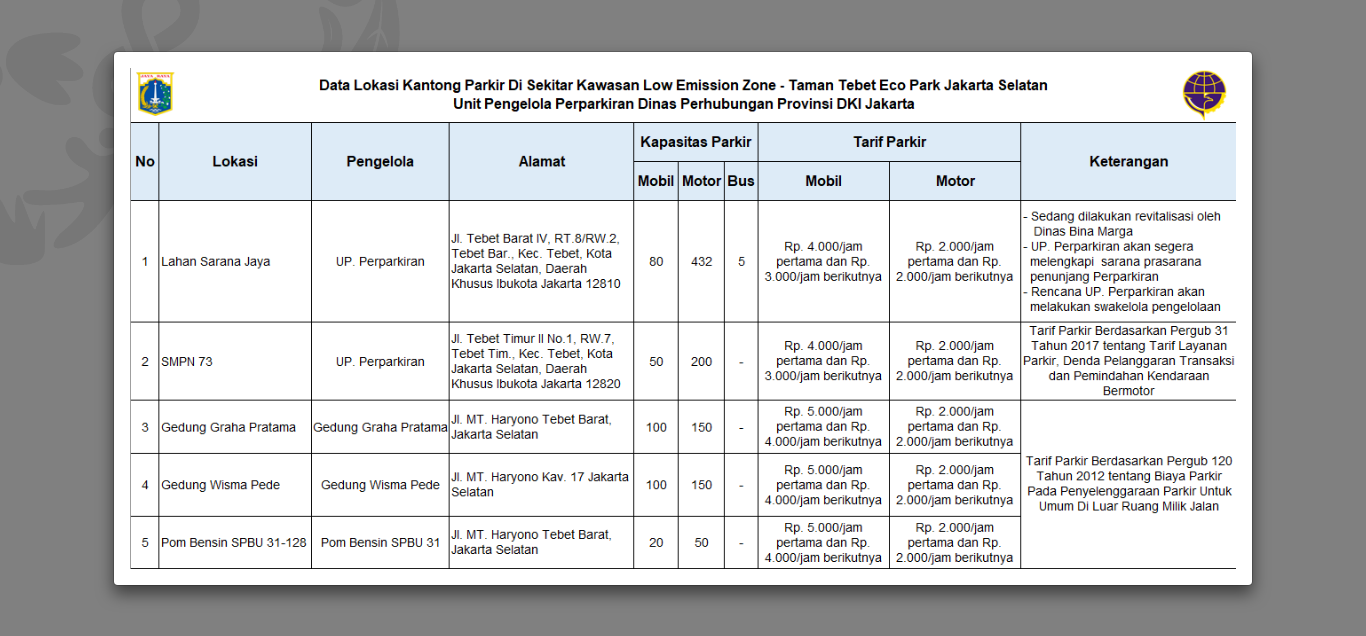 JAYA RAYA
Data Lokasi Kantong Parkir Di Sekitar Kawasan Low Emission Zone - Taman Tebet Eco Park Jakarta Selatan
Unit Pengelola Perparkiran Dinas Perhubungan Provinsi DKI Jakarta
No
Lokasi
Pengelola
Alamat
Kapasitas Parkir
Tarif Parkir
Keterangan
Mobil
Motor
Bus
Mobil
Motor
1
Lahan Sarana Jaya
UP. Perparkiran
Jl. Tebet Barat IV, RT.8/RW.2,
Tebet Bar., Kec. Tebet, Kota
Jakarta Selatan, Daerah
Khusus Ibukota Jakarta 12810
80
432
5
Rp. 4.000/jam
pertama dan Rp.
3.000/jam berikutnya
Rp. 2.000/jam
pertama dan Rp.
2.000/jam berikutnya
- Sedang dilakukan revitalisasi oleh
Dinas Bina Marga
- UP. Perparkiran akan segera
melengkapi sarana prasarana
penunjang Perparkiran
- Rencana UP. Perparkiran akan
melakukan swakelola pengelolaan
2
SMPN 73
UP. Perparkiran
Jl. Tebet Timur II No.1, RW.7,
Tebet Tim., Kec. Tebet, Kota
Jakarta Selatan, Daerah
Khusus Ibukota Jakarta 12820
50
200
-
Rp. 4.000/jam
pertama dan Rp.
3.000/jam berikutnya
Rp. 2.000/jam
pertama dan Rp.
2.000/jam berikutnya
Tarif Parkir Berdasarkan Pergub 31
Tahun 2017 tentang Tarif Layanan
Parkir, Denda Pelanggaran Transaksi
dan Pemindahan Kendaraan
Bermotor
3
Gedung Graha Pratama
Gedung Graha Pratama
Jl. MT. Haryono Tebet Barat,
Jakarta Selatan
100
150
-
Rp. 5.000/jam
pertama dan Rp.
4.000/jam berikutnya
Rp. 2.000/jam
pertama dan Rp.
2.000/jam berikutnya
4
Gedung Wisma Pede
Gedung Wisma Pede
Jl. MT. Haryono Kav. 17 Jakarta
Selatan
100
150
-
Rp. 5.000/jam
pertama dan Rp.
4.000/jam berikutnya
Rp. 2.000/jam
pertama dan Rp.
2.000/jam berikutnya
Tarif Parkir Berdasarkan Pergub 120
Tahun 2012 tentang Biaya Parkir
Pada Penyelenggaraan Parkir Untuk
Umum Di Luar Ruang Milik Jalan
5
Pom Bensin SPBU 31-128
Pom Bensin SPBU 31
Jl. MT. Haryono Tebet Barat,
Jakarta Selatan
20
50
-
Rp. 5.000/jam
pertama dan Rp.
4.000/jam berikutnya
Rp. 2.000/jam
pertama dan Rp.
2.000/jam berikutnya